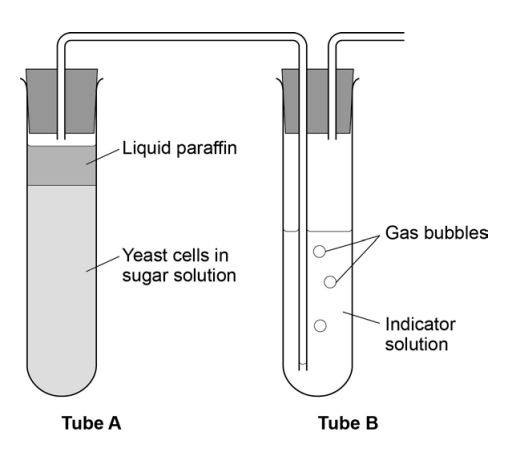 Liquid paraffin
Yeast cells in
sugar solution
Gas bubbles
Indicator
solution
Tube A
Tube B